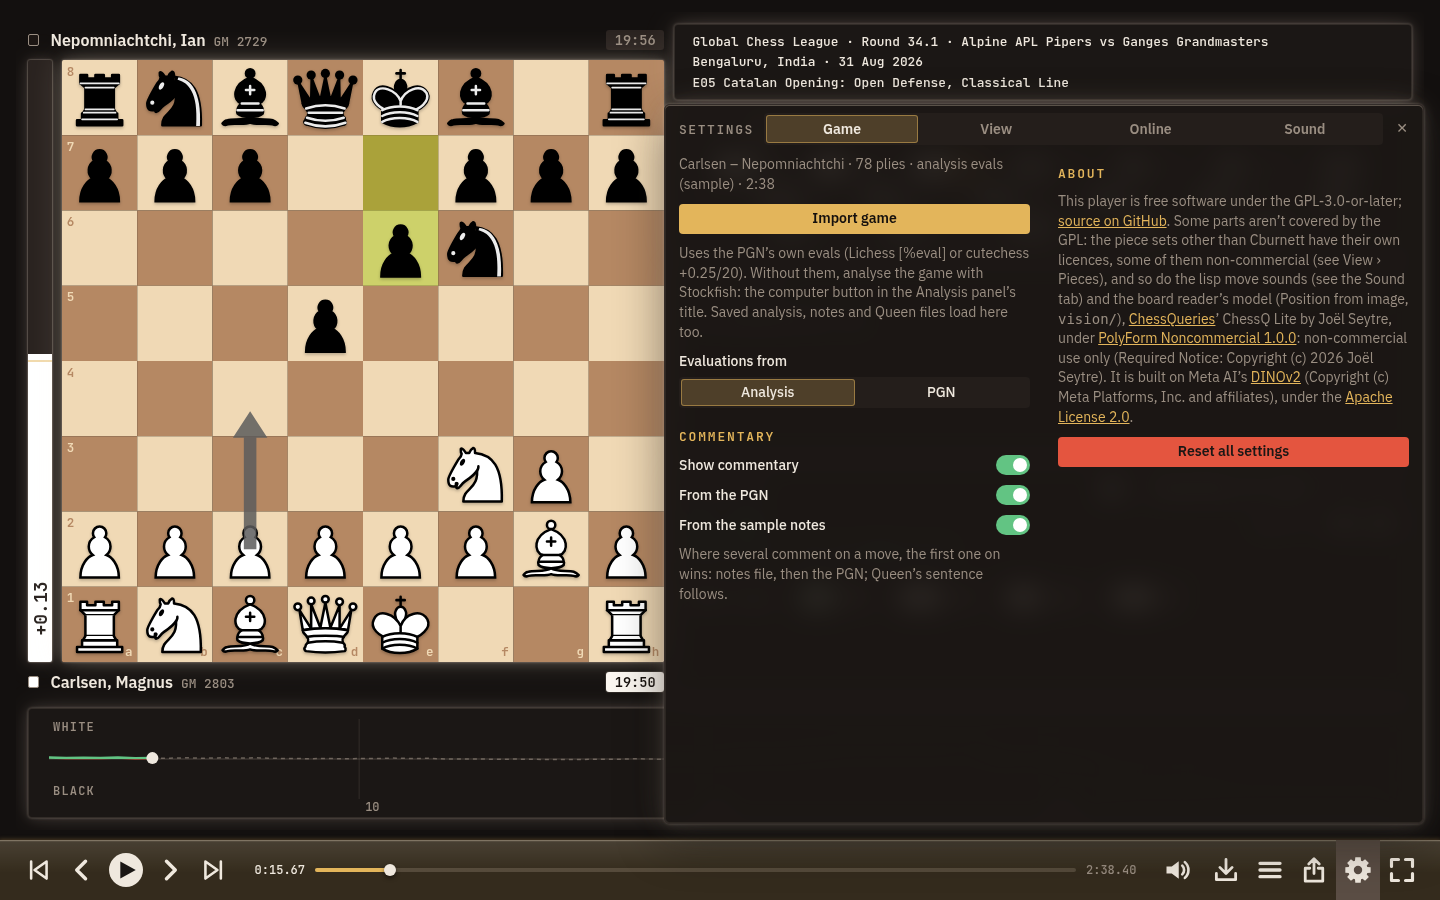 Nepomniachtchi, Ian GM 2729
19:56
Global Chess League · Round 34.1 · Alpine APL Pipers vs Ganges Grandmasters
Bengaluru, India · 31 Aug 2026
E05 Catalan Opening: Open Defense, Classical Line
SETTINGS
Game
View
Online
Sound
×
Carlsen – Nepomniachtchi · 78 plies · analysis evals
(sample) · 2:38
Import game
Uses the PGN’s own evals (Lichess [%eval] or cutechess
+0.25/20). Without them, analyse the game with
Stockfish: the computer button in the Analysis panel’s
title. Saved analysis, notes and Queen files load here
too.
Evaluations from
Analysis
PGN
COMMENTARY
Show commentary
From the PGN
From the sample notes
Where several comment on a move, the first one on
wins: notes file, then the PGN; Queen’s sentence
follows.
ABOUT
This player is free software under the GPL-3.0-or-later;
source on GitHub. Some parts aren’t covered by the
GPL: the piece sets other than Cburnett have their own
licences, some of them non-commercial (see View ›
Pieces), and so do the lisp move sounds (see the Sound
tab) and the board reader’s model (Position from image,
vision/), ChessQueries’ ChessQ Lite by Joël Seytre,
under PolyForm Noncommercial 1.0.0: non-commercial
use only (Required Notice: Copyright (c) 2026 Joël
Seytre). It is built on Meta AI’s DINOv2 (Copyright (c)
Meta Platforms, Inc. and affiliates), under the Apache
License 2.0.
Reset all settings
8
7
6
5
4
3
2
1
a
b
c
d
e
f
g
h
+0.13
Carlsen, Magnus GM 2803
19:50
WHITE
BLACK
10
0:15.67
2:38.40